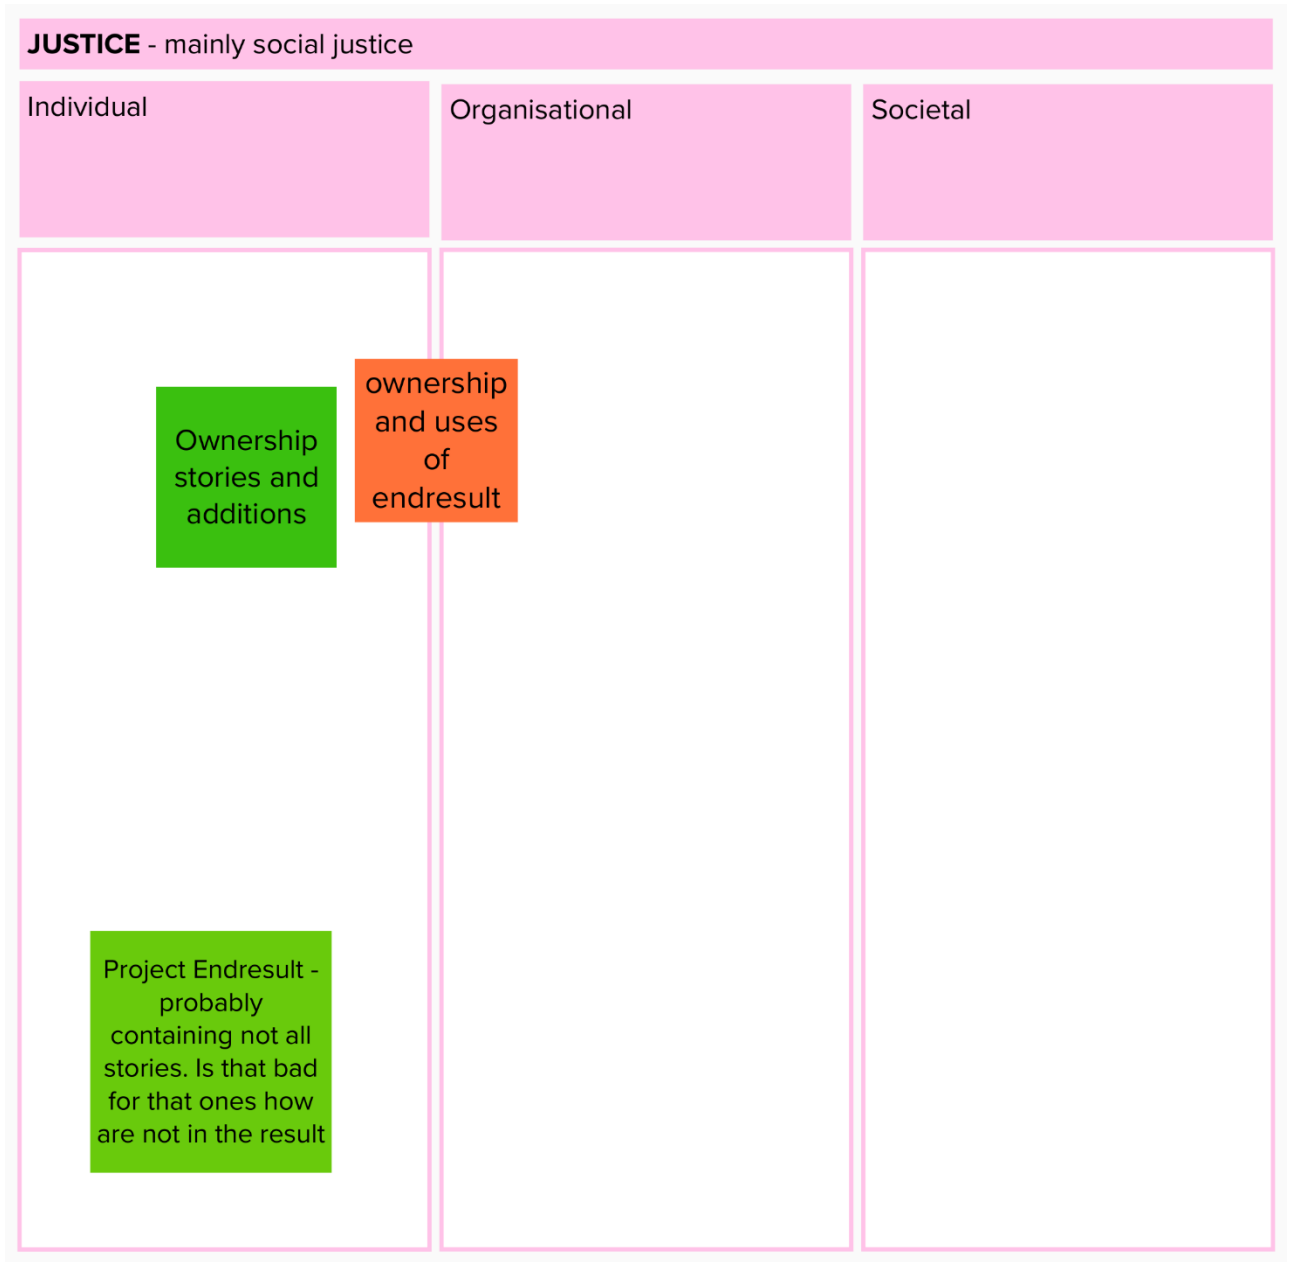 JUSTICE - mainly social justice
Individual
Organisational
Societal
Ownership
stories and
additions
ownership
and uses
of
endresult
Project Endresult -
probably
containing not all
stories. Is that bad
for that ones how
are not in the result